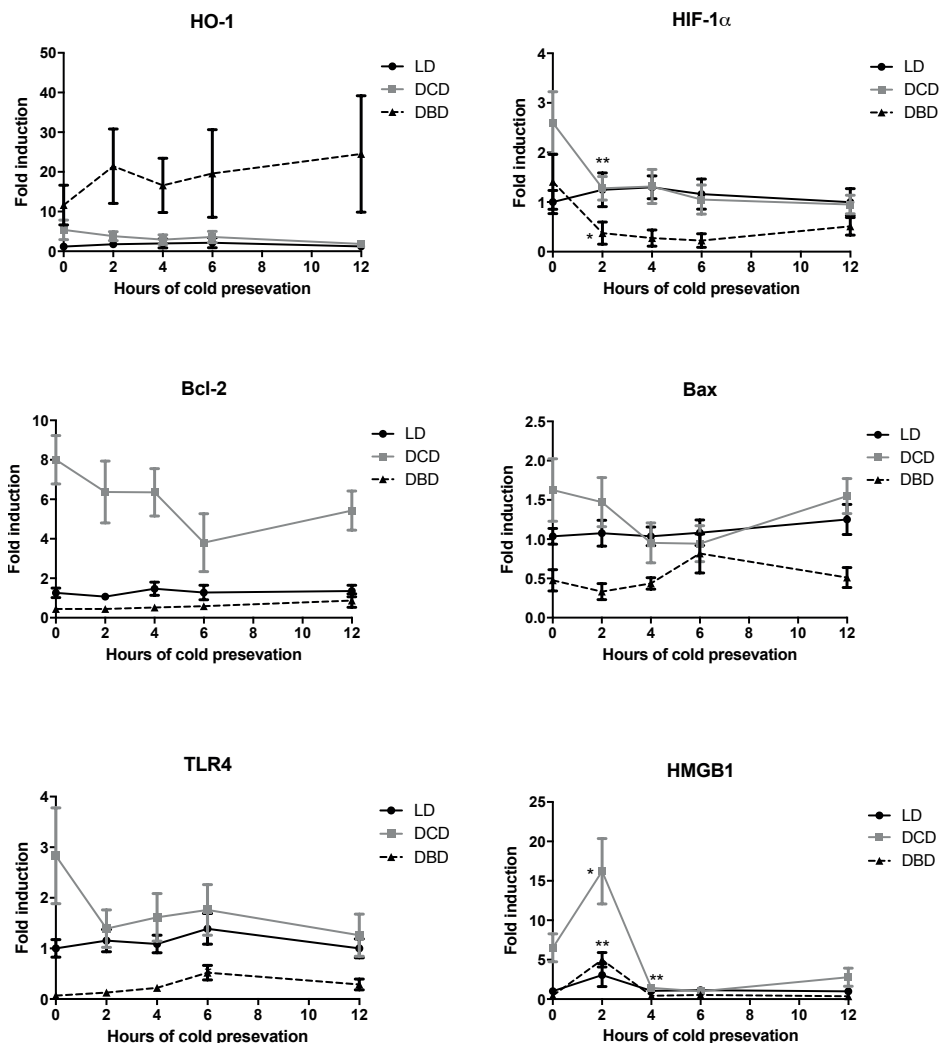 HO-1
50
40
30
20
10
0
0 2 4 6 8 10 12
Fold induction
Hours of cold presevation
LD
DCD
DBD
HIF-1α
4
3
2
1
0
0 2 4 6 8 10 12
Fold induction
Hours of cold presevation
**
*
LD
DCD
DBD
Bcl-2
10
8
6
4
2
0
0 2 4 6 8 10 12
Fold induction
Hours of cold presevation
LD
DCD
DBD
Bax
2.5
2.0
1.5
1.0
0.5
0.0
0 2 4 6 8 10 12
Fold induction
Hours of cold presevation
LD
DCD
DBD
TLR4
4
3
2
1
0
0 2 4 6 8 10 12
Fold induction
Hours of cold presevation
LD
DCD
DBD
HMGB1
25
20
15
10
5
0
0 2 4 6 8 10 12
Fold induction
Hours of cold presevation
*
**
**
LD
DCD
DBD